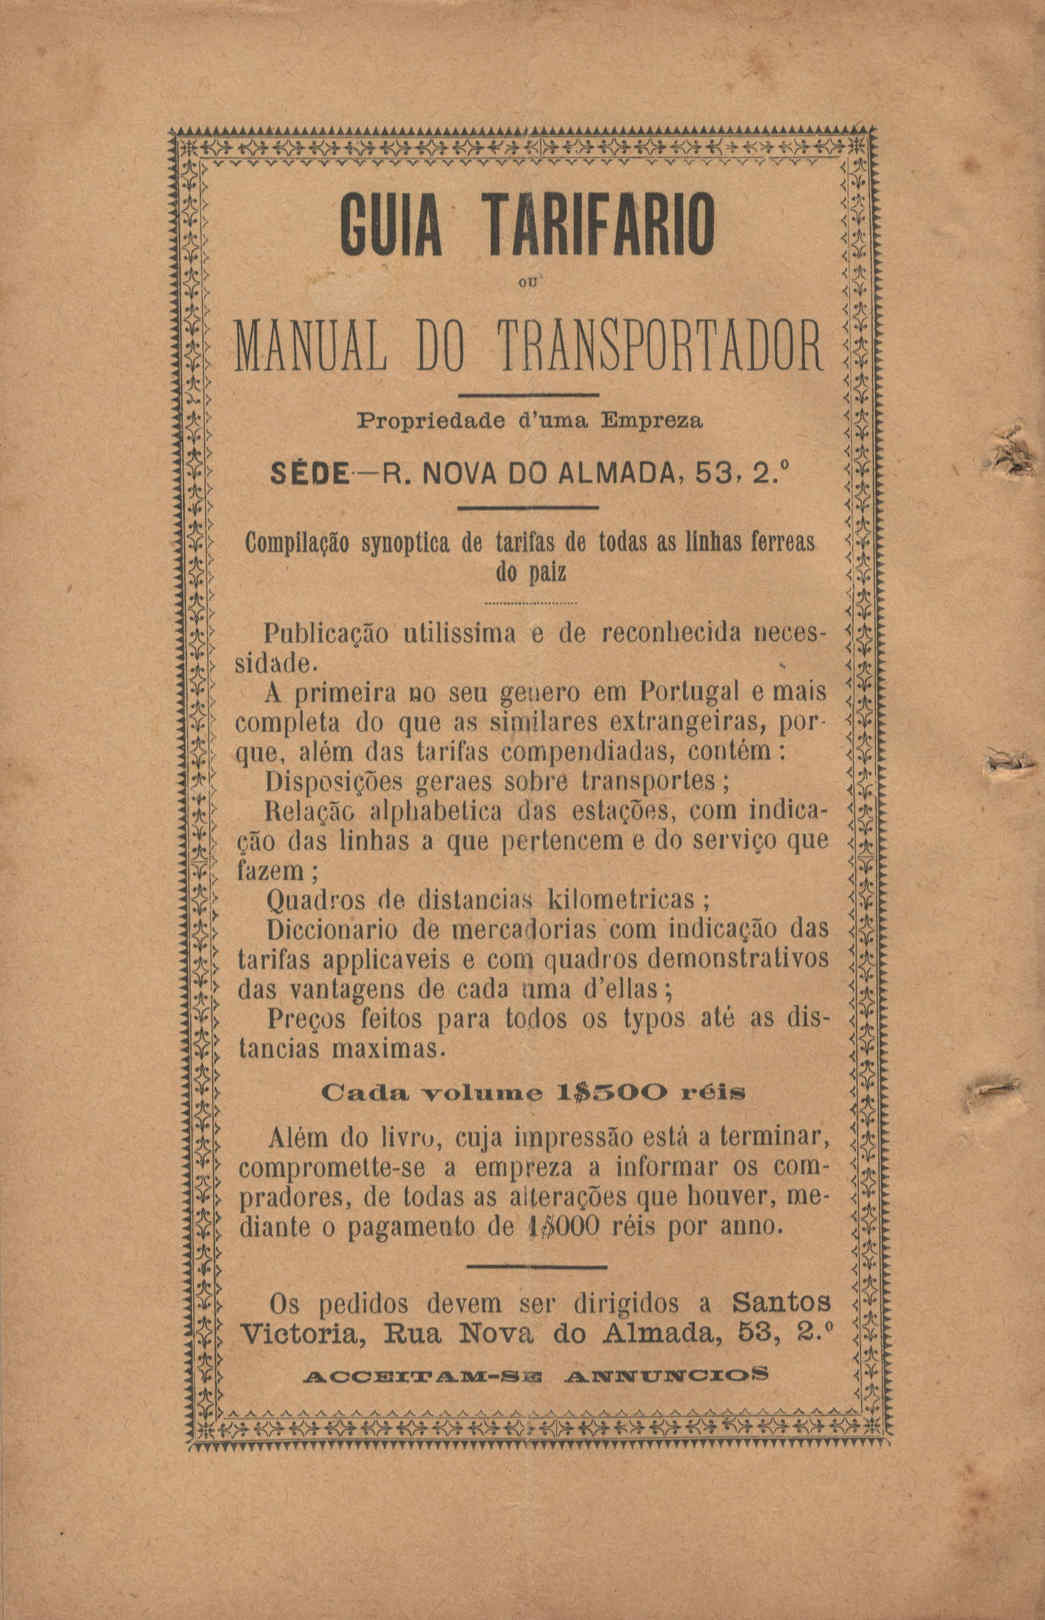 GUIA TARIFARIO
OU
MANUAL DO TRANSPORTADOR
Propriedade d'uma Empreza
SÉDE—R. NOVA DO ALMADA, 53, 2.º
Compilação synoptica de tarifas de todas as linhas ferreas
do paiz
Publicação utilissima e de reconhecida neces-
sidade.
A primeira no seu genero em Portugal e mais
completa do que as similares extrangeiras, por-
que, além das tarifas compendiadas, contém:
Disposições geraes sobre transportes;
Relação alphabetica das estações, com indica-
ção das linhas a que pertencem e do serviço que
fazem;
Quadros de distancias kilometricas;
Diccionario de mercadorias com indicação das
tarifas applicaveis e com quadros demonstrativos
das vantagens de cada uma d'ellas;
Preços feitos para todos os typos até as dis-
tancias maximas.
Cada volume 1$500 réis
Além do livro, cuja impressão está a terminar,
compromette-se a empreza a informar os com-
pradores, de todas as alterações que houver, me-
diante o pagamento de 1$000 réis por anno.
Os pedidos devem ser dirigidos a Santos
Victoria, Rua Nova do Almada, 53, 2.º
ACCEITAM-SE ANNUNCIOS